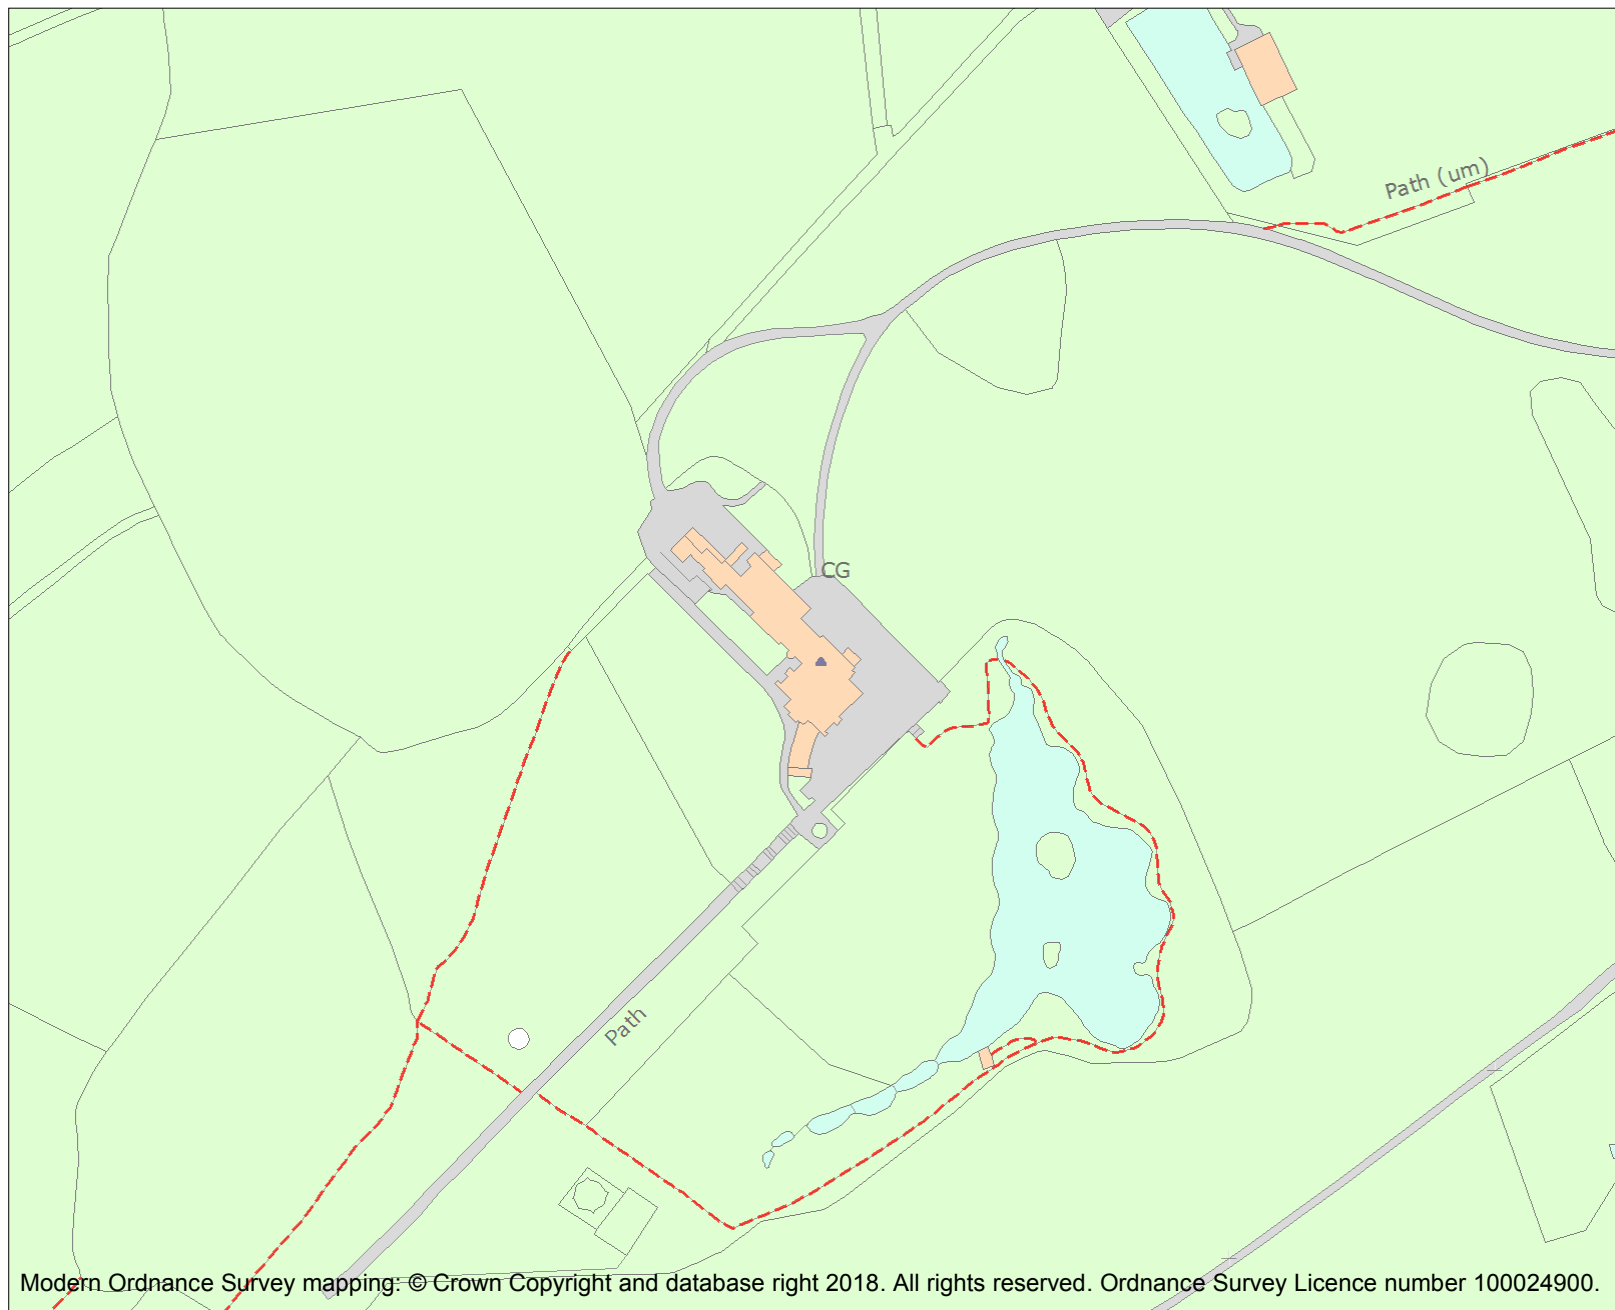 Path (um)
CG
Path
Modern Ordnance Survey mapping: © Crown Copyright and database right 2018. All rights reserved. Ordnance Survey Licence number 100024900.